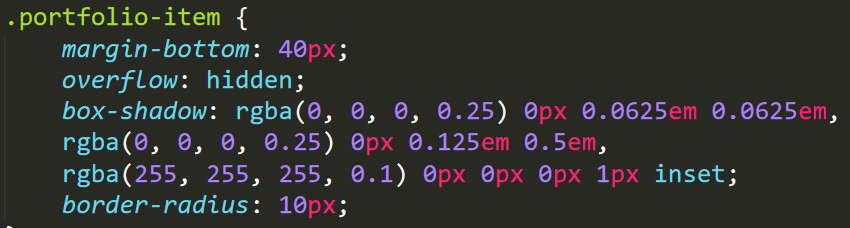 .portfolio-item {
    margin-bottom: 40px;
    overflow: hidden;
    box-shadow: rgba(0, 0, 0, 0.25) 0px 0.0625em 0.0625em,
    rgba(0, 0, 0, 0.25) 0px 0.125em 0.5em,
    rgba(255, 255, 255, 0.1) 0px 0px 0px 1px inset;
    border-radius: 10px;